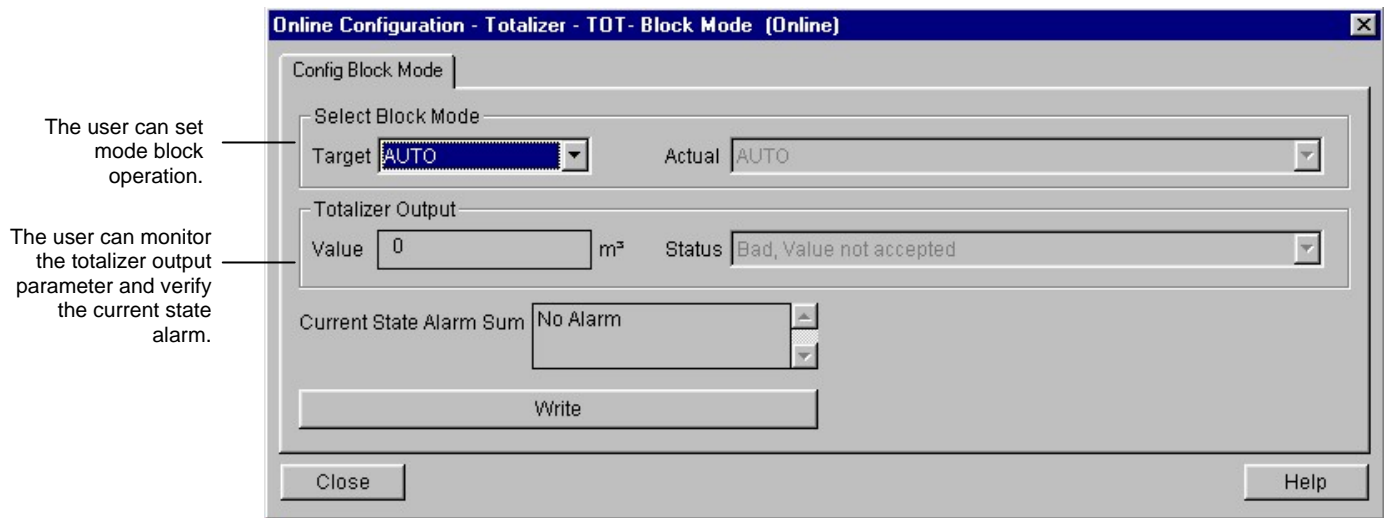 Online Configuration - Totalizer - TOT- Block Mode (Online)
Config Block Mode
The user can set
mode block
operation.
Select Block Mode
Target AUTO Actual AUTO
The user can monitor
the totalizer output
parameter and verify
the current state
alarm.
Totalizer Output
Value 0 m³ Status Bad, Value not accepted
Current State Alarm Sum No Alarm
Write
Close Help